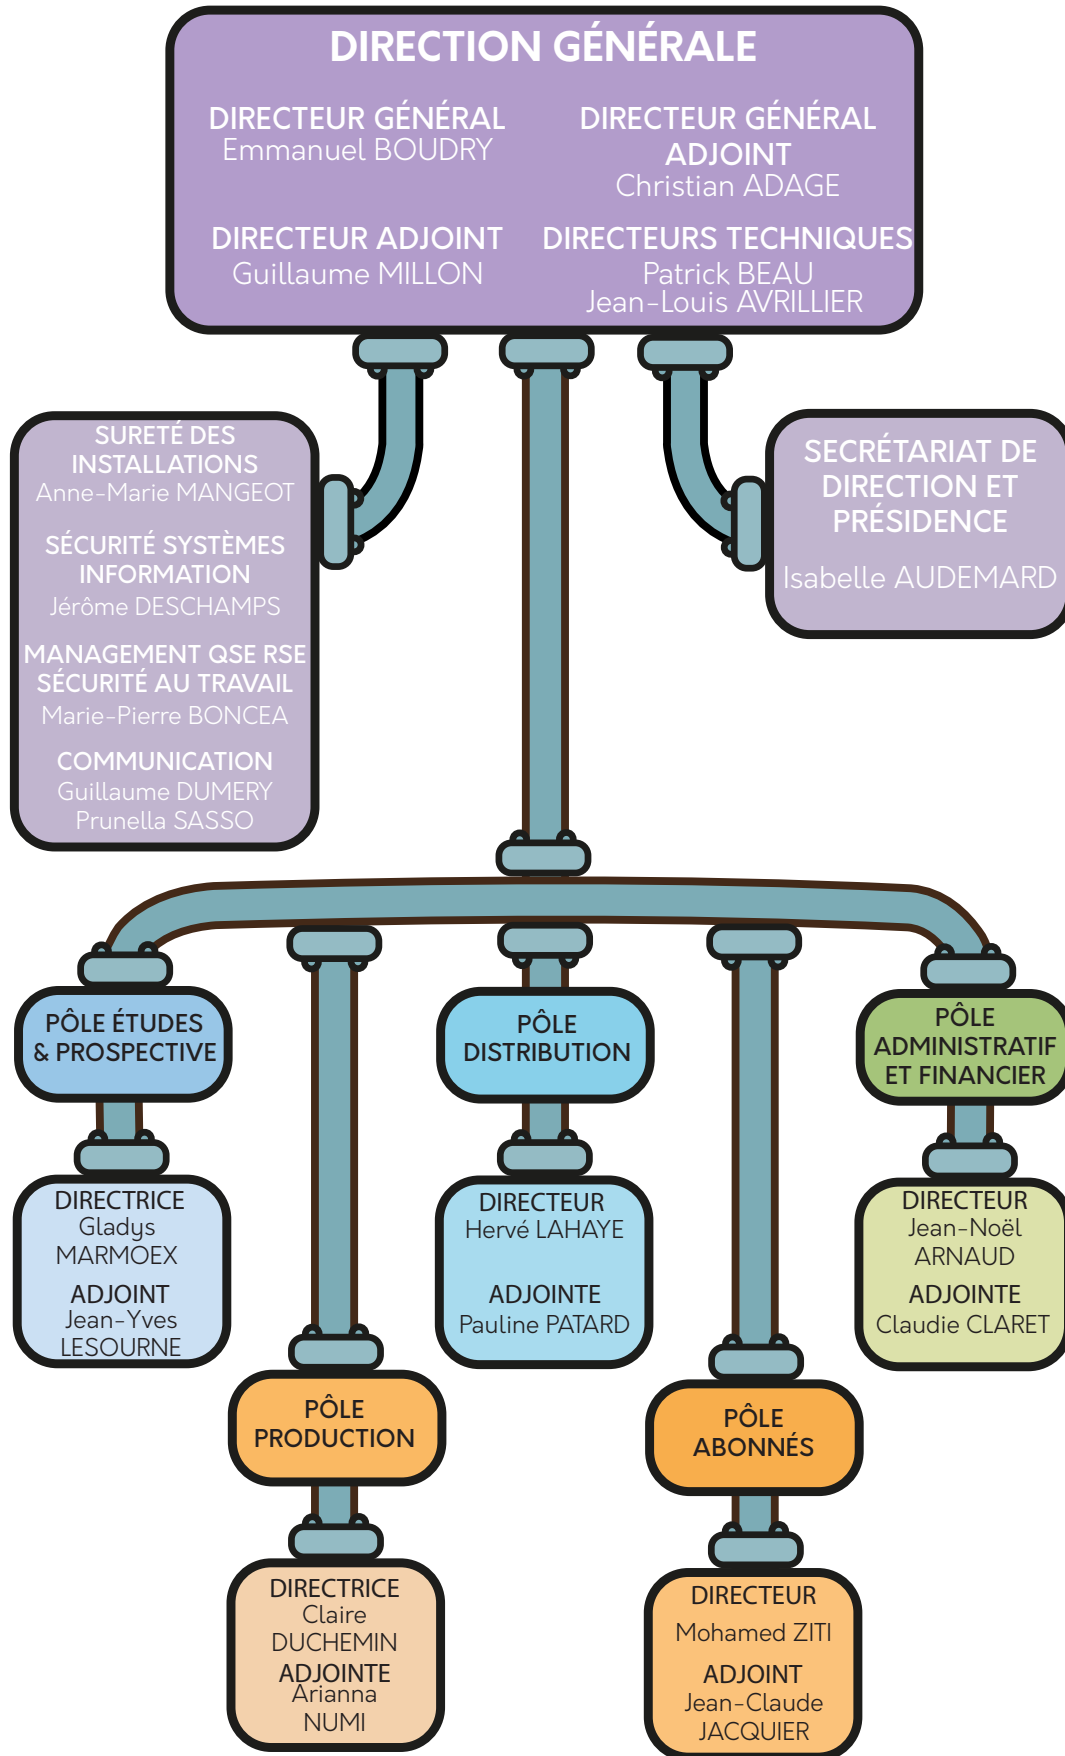 DIRECTION GÉNÉRALE
DIRECTEUR GÉNÉRAL
Emmanuel BOUDRY
DIRECTEUR GÉNÉRAL
ADJOINT
Christian ADAGE
DIRECTEUR ADJOINT
Guillaume MILLON
DIRECTEURS TECHNIQUES
Patrick BEAU
Jean-Louis AVRILLIER
SURETÉ DES
INSTALLATIONS
Anne-Marie MANGEOT
SÉCURITÉ SYSTÈMES
INFORMATION
Jérôme DESCHAMPS
MANAGEMENT QSE RSE
SÉCURITÉ AU TRAVAIL
Marie-Pierre BONCEA
COMMUNICATION
Guillaume DUMERY
Prunella SASSO
SECRÉTARIAT DE
DIRECTION ET
PRÉSIDENCE
Isabelle AUDEMARD
PÔLE ÉTUDES
& PROSPECTIVE
DIRECTRICE
Gladys
MARMOEX
ADJOINT
Jean-Yves
LESOURNE
PÔLE
PRODUCTION
DIRECTRICE
Claire
DUCHEMIN
ADJOINTE
Arianna
NUMI
PÔLE
DISTRIBUTION
DIRECTEUR
Hervé LAHAYE
ADJOINTE
Pauline PATARD
PÔLE
ABONNÉS
DIRECTEUR
Mohamed ZITI
ADJOINT
Jean-Claude
JACQUIER
PÔLE
ADMINISTRATIF
ET FINANCIER
DIRECTEUR
Jean-Noël
ARNAUD
ADJOINTE
Claudie CLARET